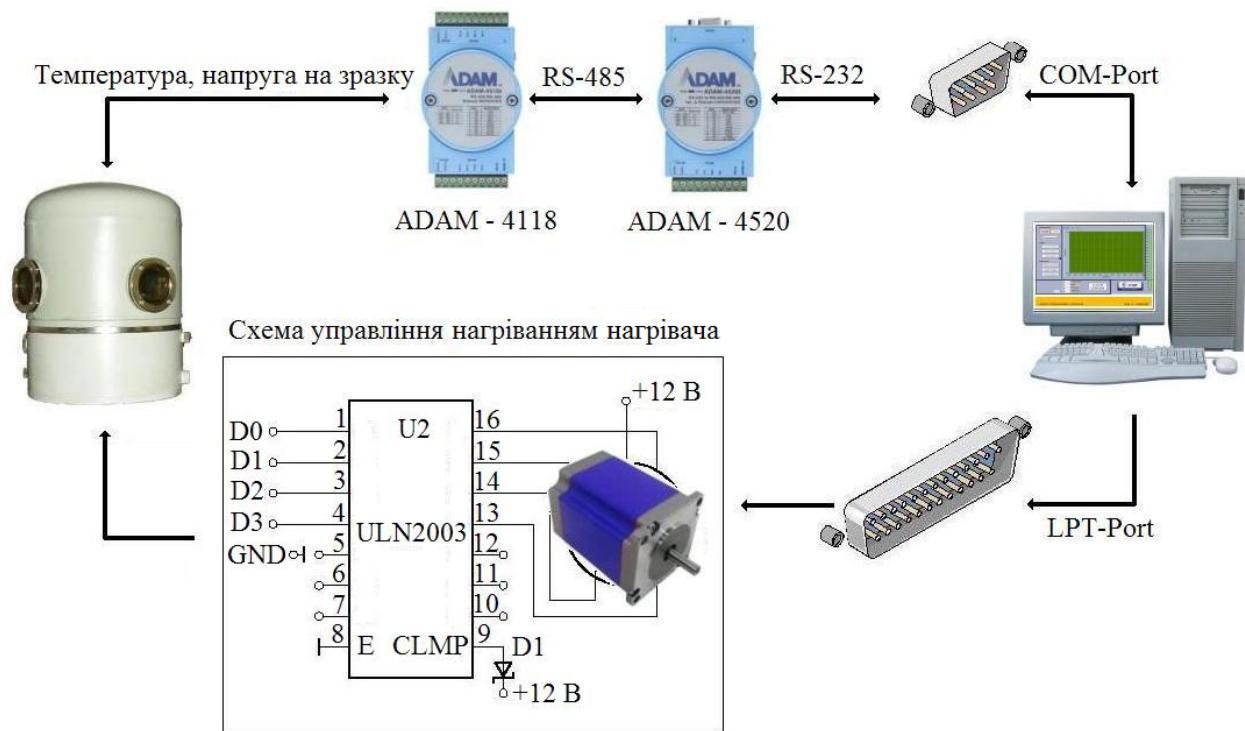 Температура, напруга на зразку
ADAM
RS-485
ADAM
RS-232
COM-Port
ADAM - 4118
ADAM - 4520
Схема управління нагріванням нагрівача
+12 В
D0
1
U2
16
D1
2
15
D2
3
14
D3
4
ULN2003
13
GND
5
12
6
11
7
10
8
E
CLMP
9
D1
+12 В
LPT-Port